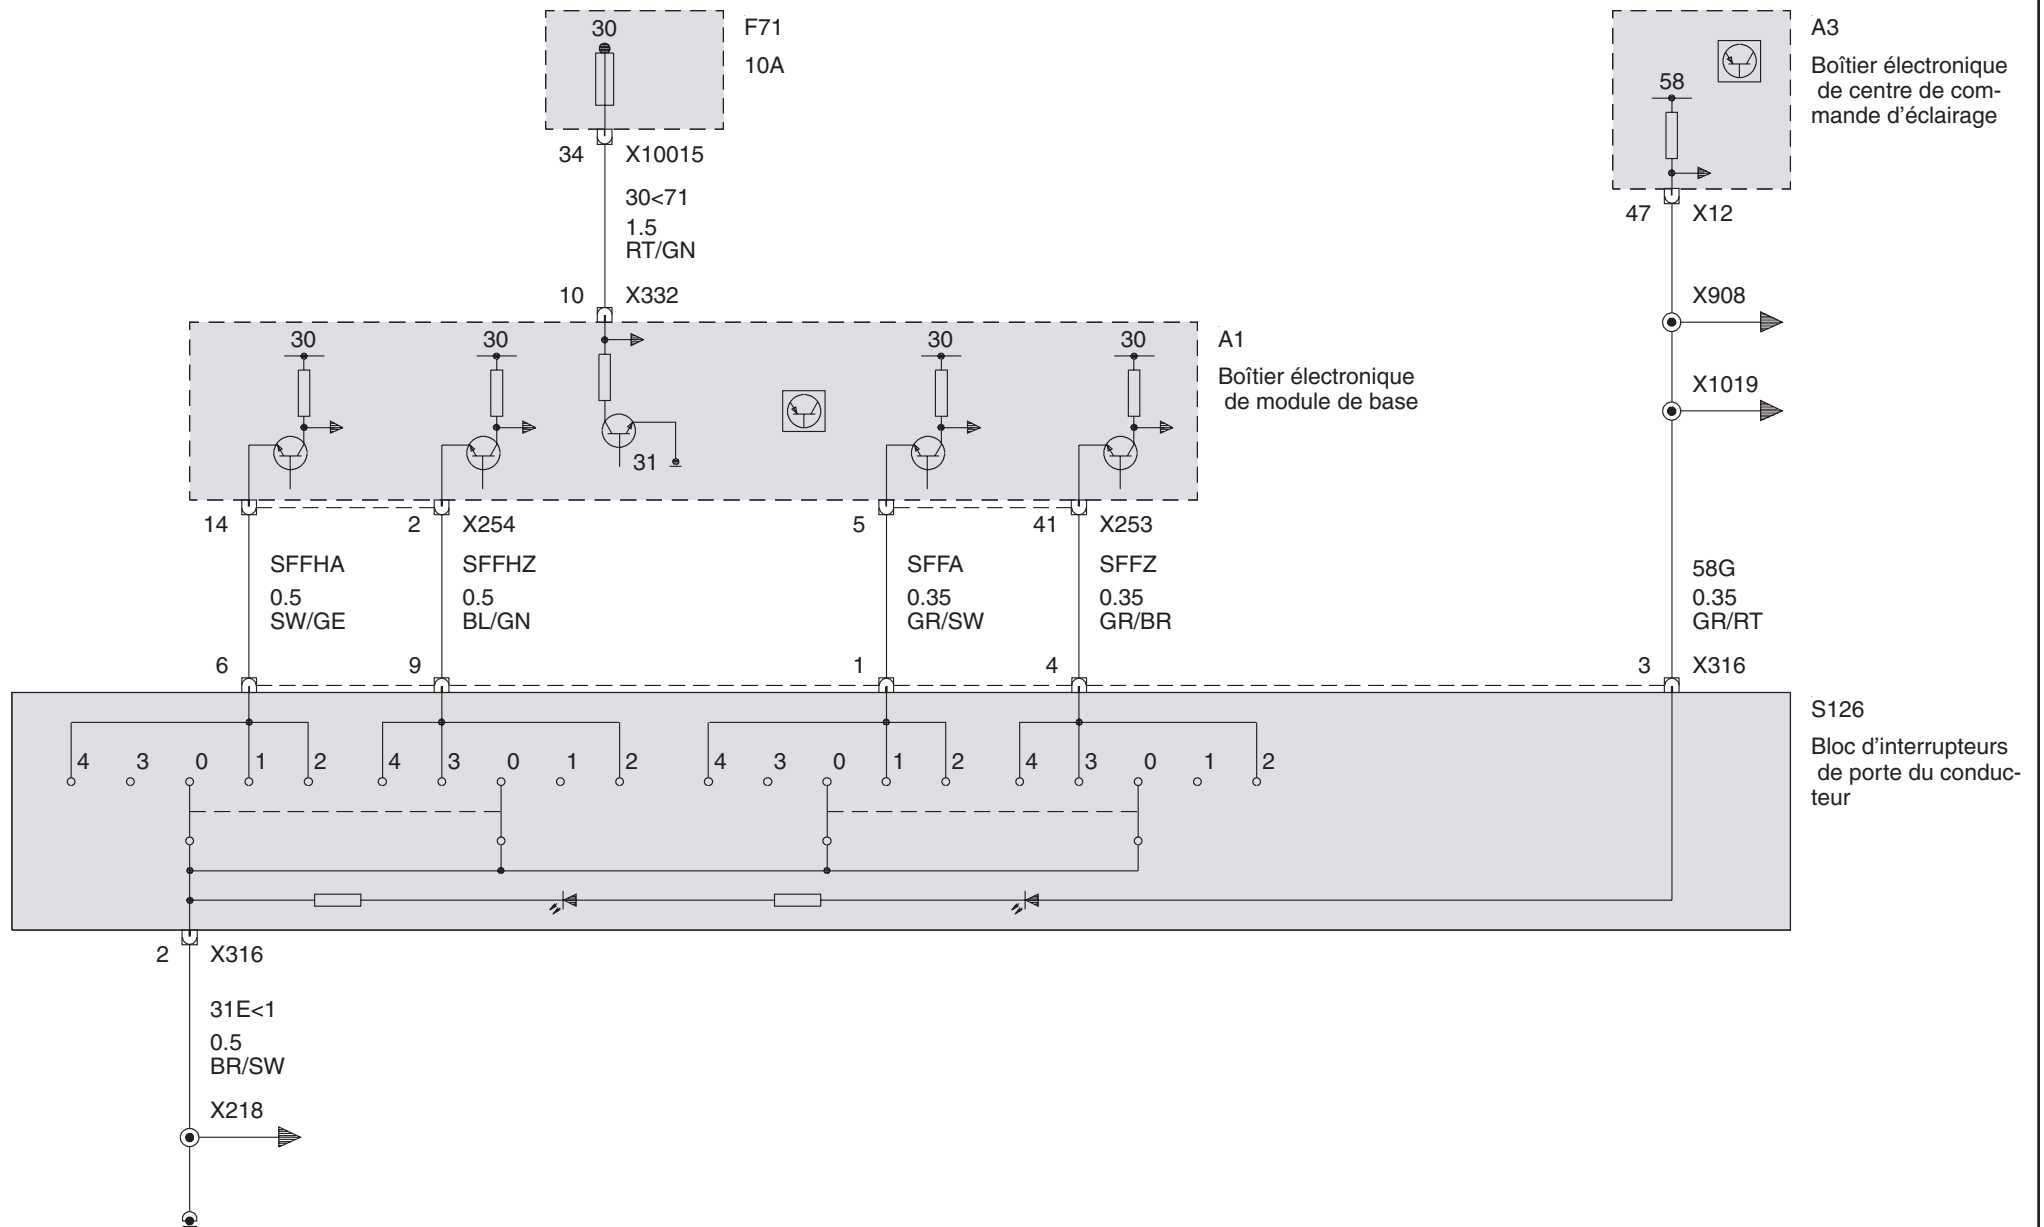 30
F71
10A
34 X10015
30<71
1.5
RT/GN
10 X332
A3
Boîtier électronique
de centre de com-
mande d’éclairage
58
47 X12
X908
X1019
30 30 30 30
31
A1
Boîtier électronique
de module de base
14 2 X254 5 41 X253
SFFHA SFFHZ SFFA SFFZ 58G
0.5 0.5 0.35 0.35 0.35
SW/GE BL/GN GR/SW GR/BR GR/RT
6 9 1 4 3 X316
S126
Bloc d’interrupteurs
de porte du conduc-
teur
4 3 0 1 2 4 3 0 1 2 4 3 0 1 2 4 3 0 1 2
2 X316
31E<1
0.5
BR/SW
X218